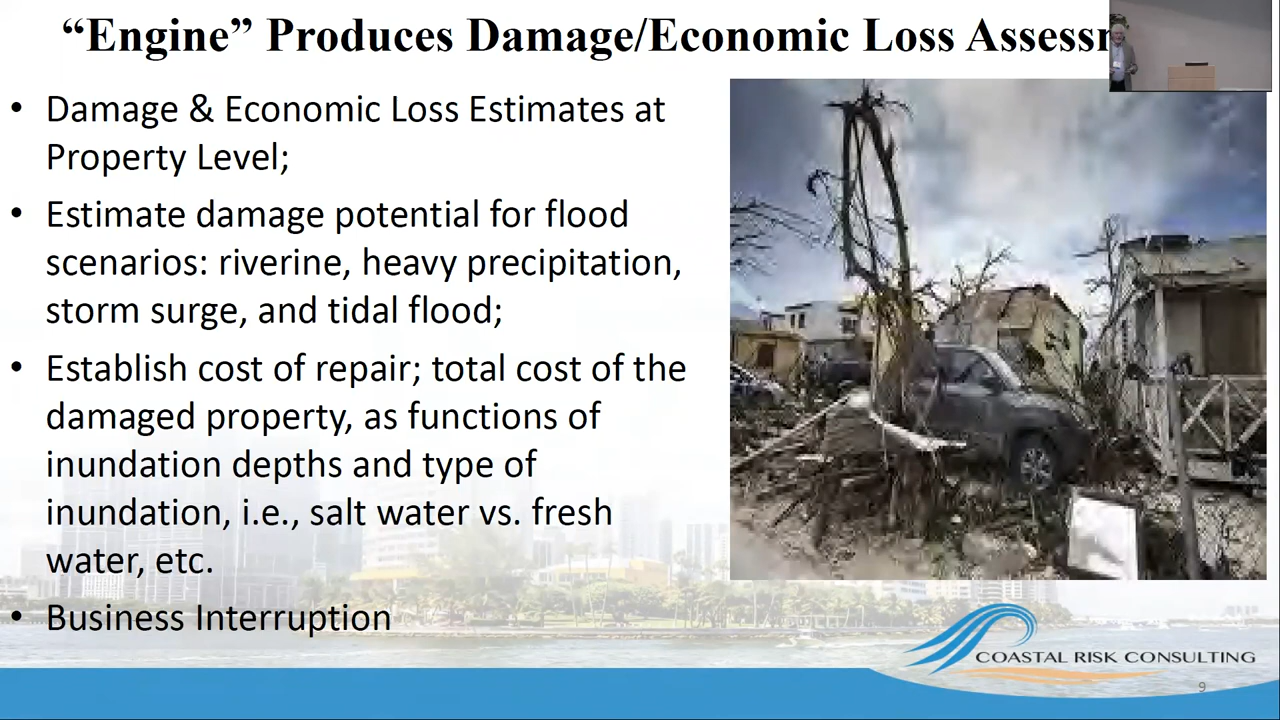 “Engine” Produces Damage/Economic Loss
• Damage & Economic Loss Estimates at
Property Level;
• Estimate damage potential for flood
scenarios: riverine, heavy precipitation,
storm surge, and tidal flood;
• Establish cost of repair; total cost of the
damaged property, as functions of
inundation depths and type of
inundation, i.e., salt water vs. fresh
water, etc.
• Business Interruption
COASTAL RISK CONSULTING
9